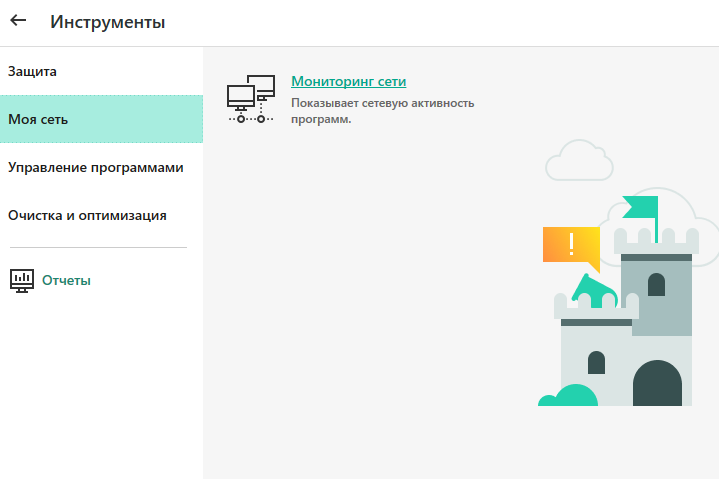 Инструменты
Защита
Моя сеть
Управление программами
Очистка и оптимизация
Отчеты
Мониторинг сети
Показывает сетевую активность
программ.
!